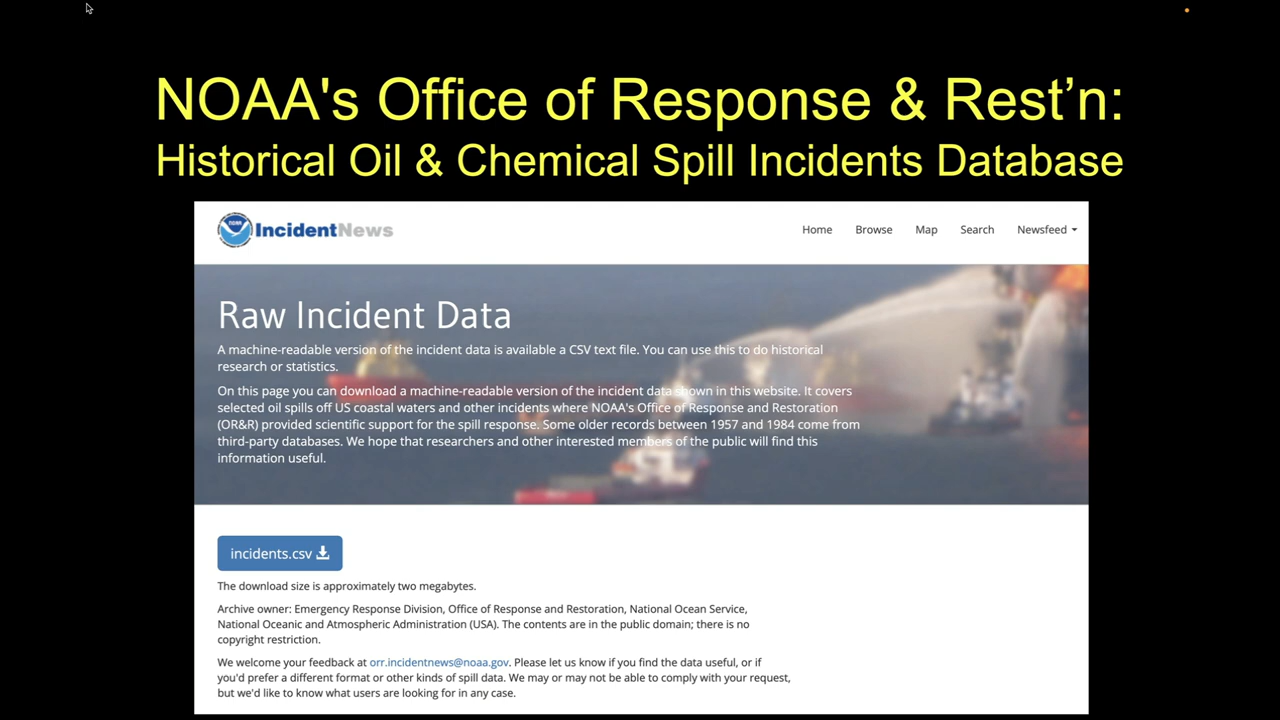 NOAA's Office of Response & Rest’n:
Historical Oil & Chemical Spill Incidents Database
NOAA
IncidentNews
Home Browse Map Search Newsfeed
Raw Incident Data
A machine-readable version of the incident data is available a CSV text file. You can use this to do historical
research or statistics.
On this page you can download a machine-readable version of the incident data shown in this website. It covers
selected oil spills off US coastal waters and other incidents where NOAA's Office of Response and Restoration
(OR&R) provided scientific support for the spill response. Some older records between 1957 and 1984 come from
third-party databases. We hope that researchers and other interested members of the public will find this
information useful.
incidents.csv
The download size is approximately two megabytes.
Archive owner: Emergency Response Division, Office of Response and Restoration, National Ocean Service,
National Oceanic and Atmospheric Administration (USA). The contents are in the public domain; there is no
copyright restriction.
We welcome your feedback at orr.incidentnews@noaa.gov. Please let us know if you find the data useful, or if
you'd prefer a different format or other kinds of spill data. We may or may not be able to comply with your request,
but we'd like to know what users are looking for in any case.